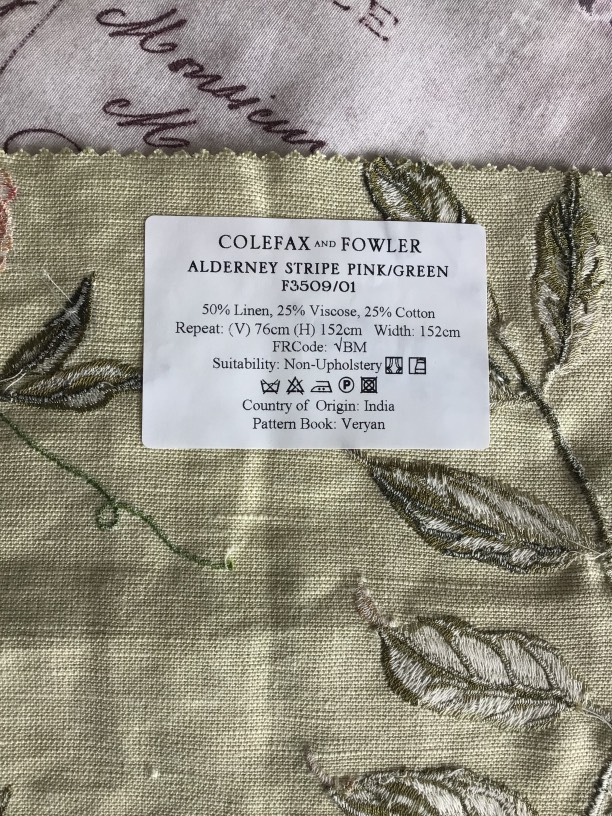 Monsieur
M
COLEFAX AND FOWLER
ALDERNEY STRIPE PINK/GREEN
F3509/01
50% Linen, 25% Viscose, 25% Cotton
Repeat: (V) 76cm (H) 152cm Width: 152cm
FRCode: √BM
Suitability: Non-Upholstery
P
Country of Origin: India
Pattern Book: Veryan